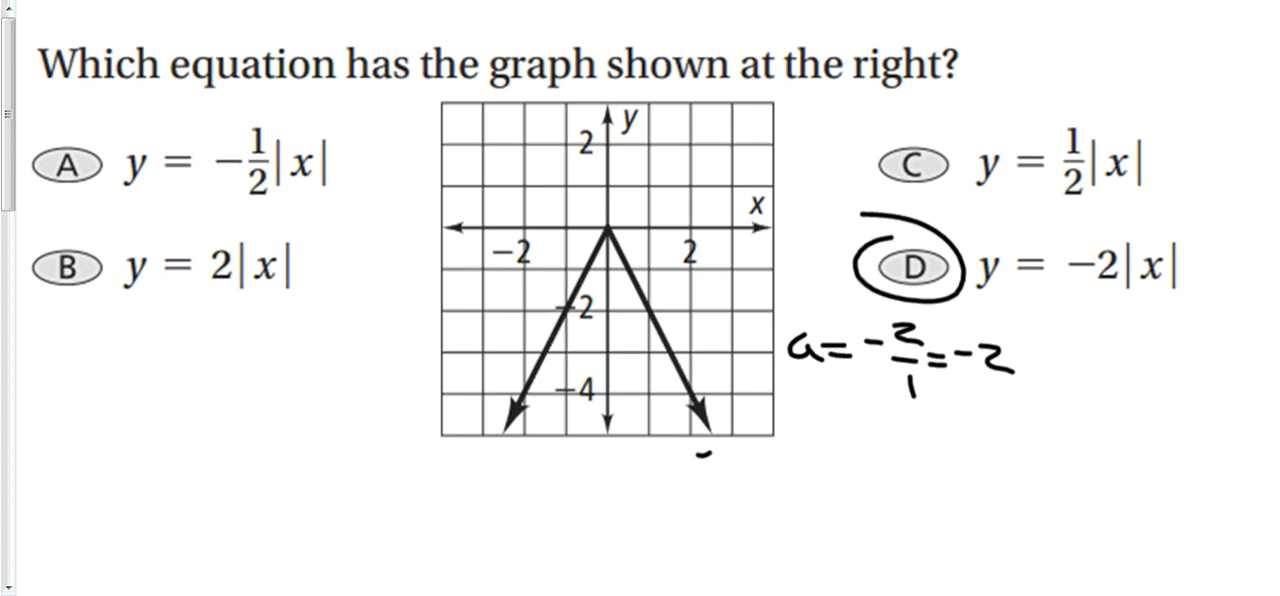 Which equation has the graph shown at the right?
A y = -1/2|x|
B y = 2|x|
y
2
x
−2 2
−2
−4
C y = 1/2|x|
D y = −2|x|
a = -2/1 = -2